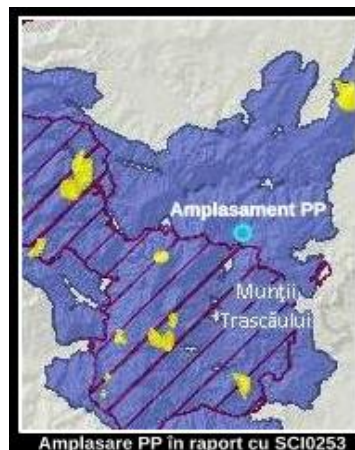 Amplasament PP
Munții
Trascăului
Amplasare PP în raport cu SCI0253